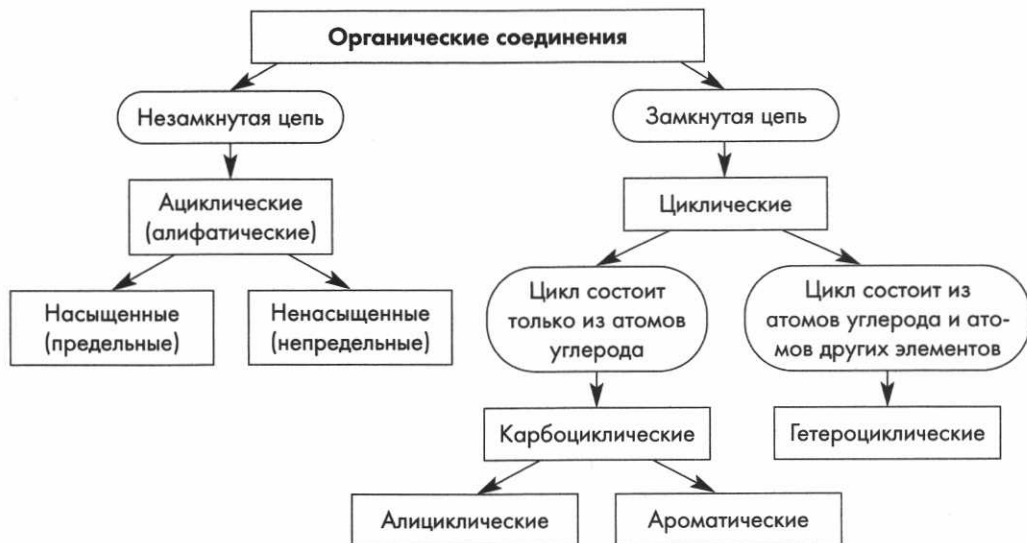 Органические соединения
Незамкнутая цепь
Замкнутая цепь
Ациклические
(алифатические)
Циклические
Насыщенные
(предельные)
Ненасыщенные
(непредельные)
Цикл состоит
только из атомов
углерода
Цикл состоит из
атомов углерода и ато-
мов других элементов
Карбоциклические
Гетероциклические
Алициклические
Ароматические